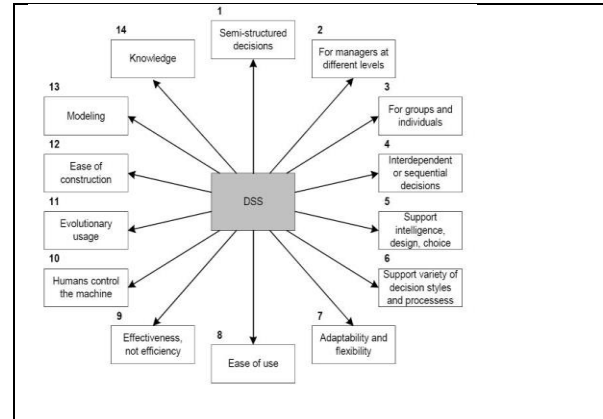 1
Semi-structured
decisions
2
For managers at
different levels
3
For groups and
individuals
4
Interdependent
or sequential
decisions
5
Support
intelligence,
design, choice
6
Support variety of
decision styles
and processess
7
Adaptability and
flexibility
8
Ease of use
9
Effectiveness,
not efficiency
10
Humans control
the machine
11
Evolutionary
usage
12
Ease of
construction
13
Modeling
14
Knowledge
DSS